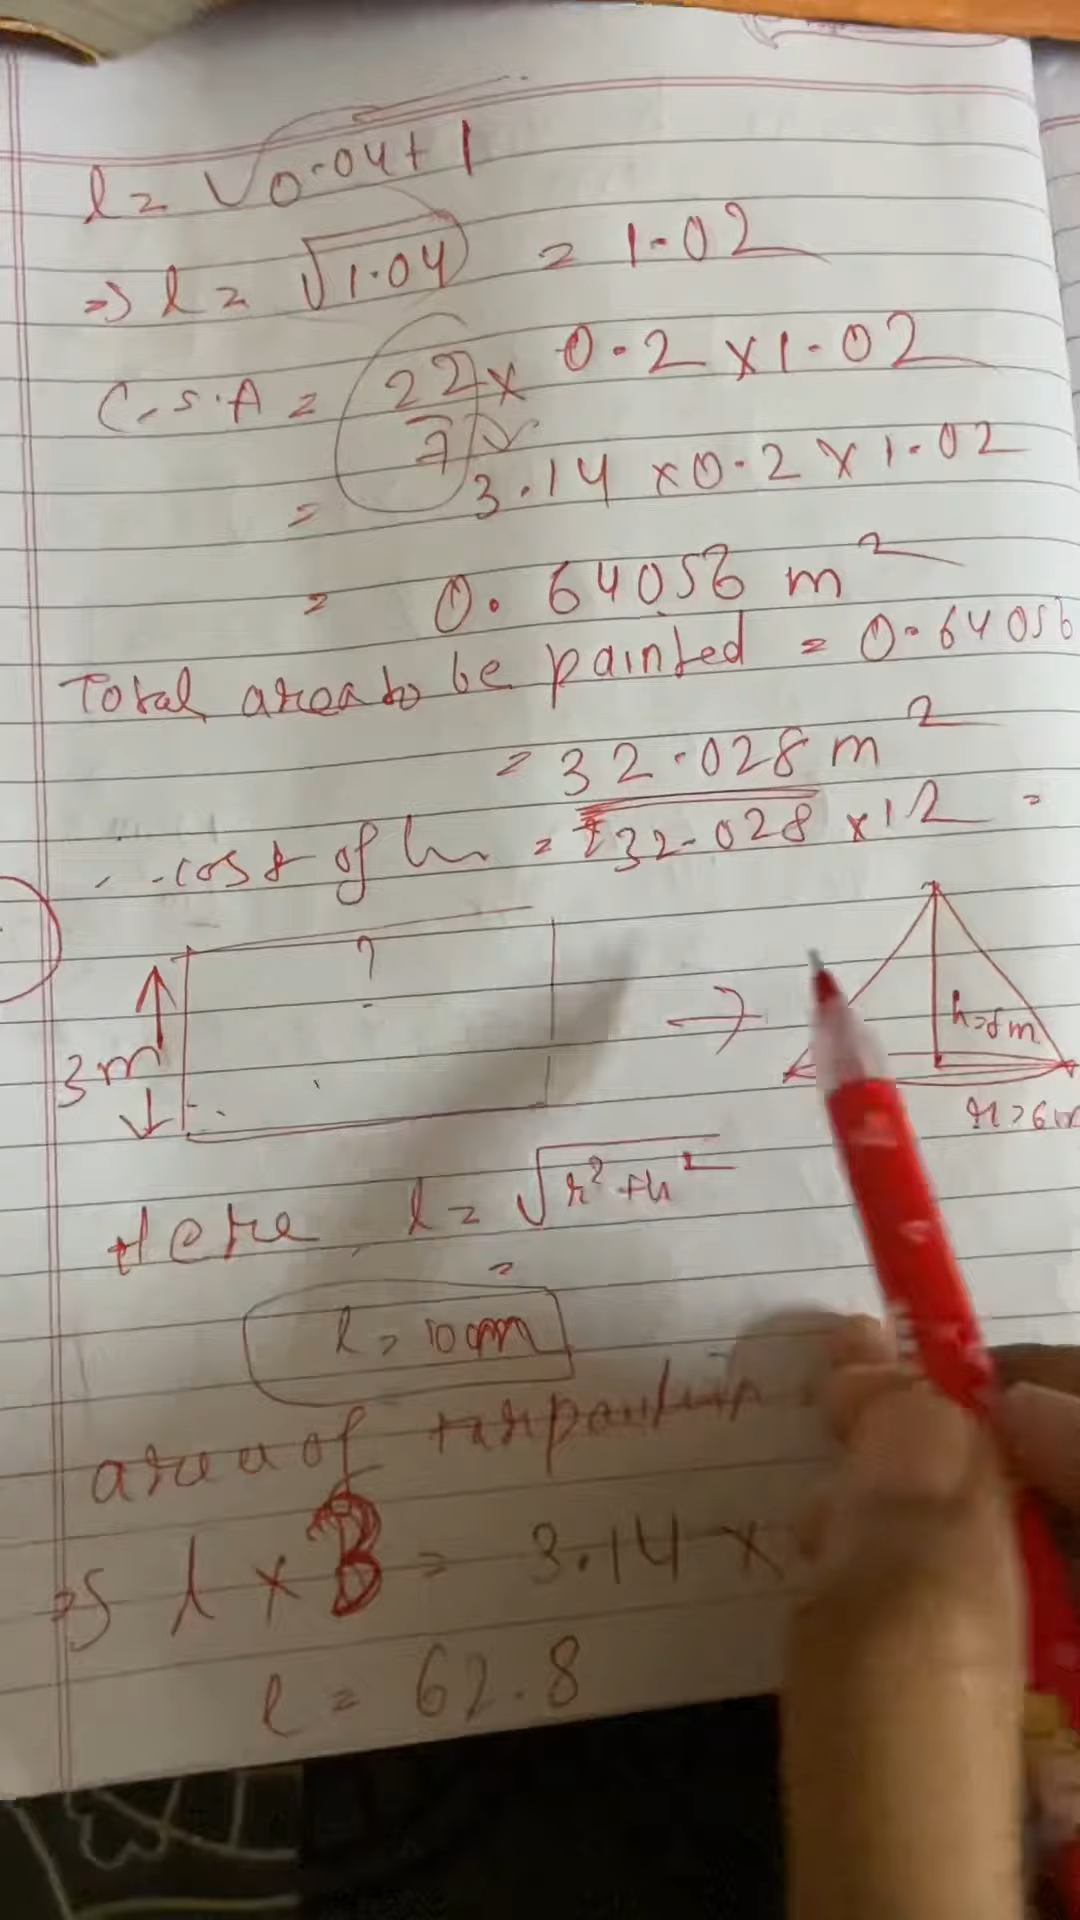 l = √0.04 + 1
⇒ l = √1.04 = 1.02
C.S.A = 22/7 × 0.2 × 1.02
= 3.14 × 0.2 × 1.02
= 0.64056 m²
Total area to be painted = 0.64056
= 32.028 m²
∴ cost of = ₹32.028 × 12 =
?
3m
→
h = 8m
r = 6m
Here l = √r² + h²
=
l = 10m
area of tarpaulin
⇒ l × B = 3.14 ×
l = 62.8